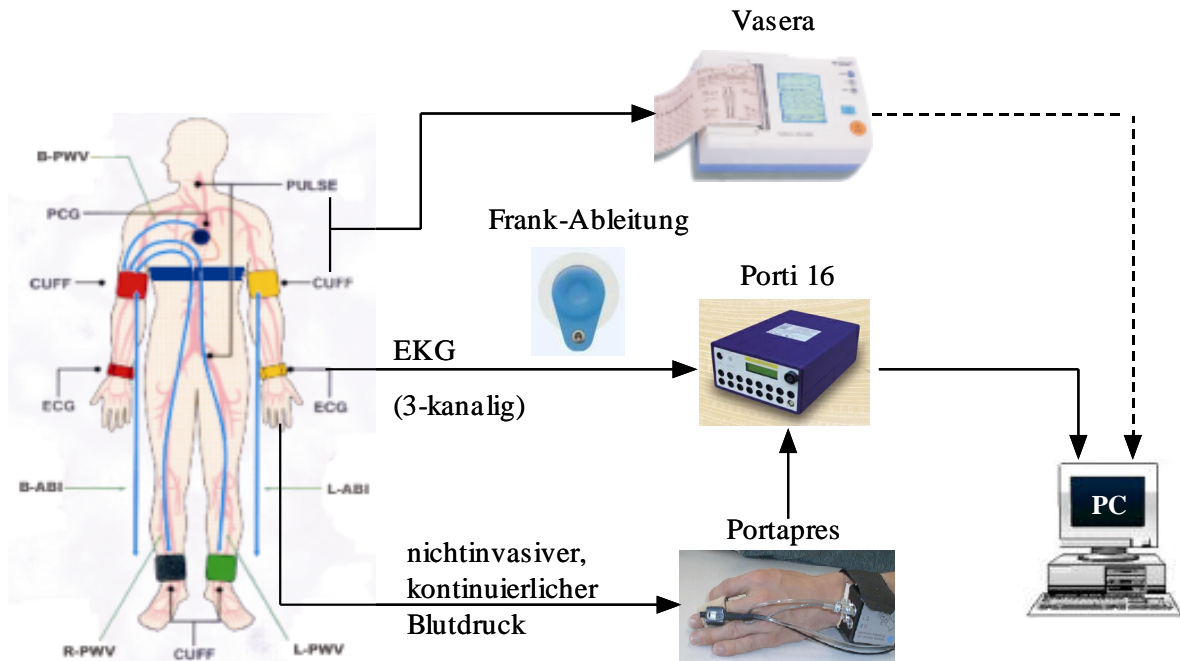 Vasera
B-PWV
PULSE
PCG
Frank-Ableitung
CUFF
CUFF
Porti 16
EKG
(3-kanalig)
ECG
ECG
B-ABI
L-ABI
PC
Portapres
nichtinvasiver,
kontinuierlicher
Blutdruck
R-PWV
CUFF
L-PWV